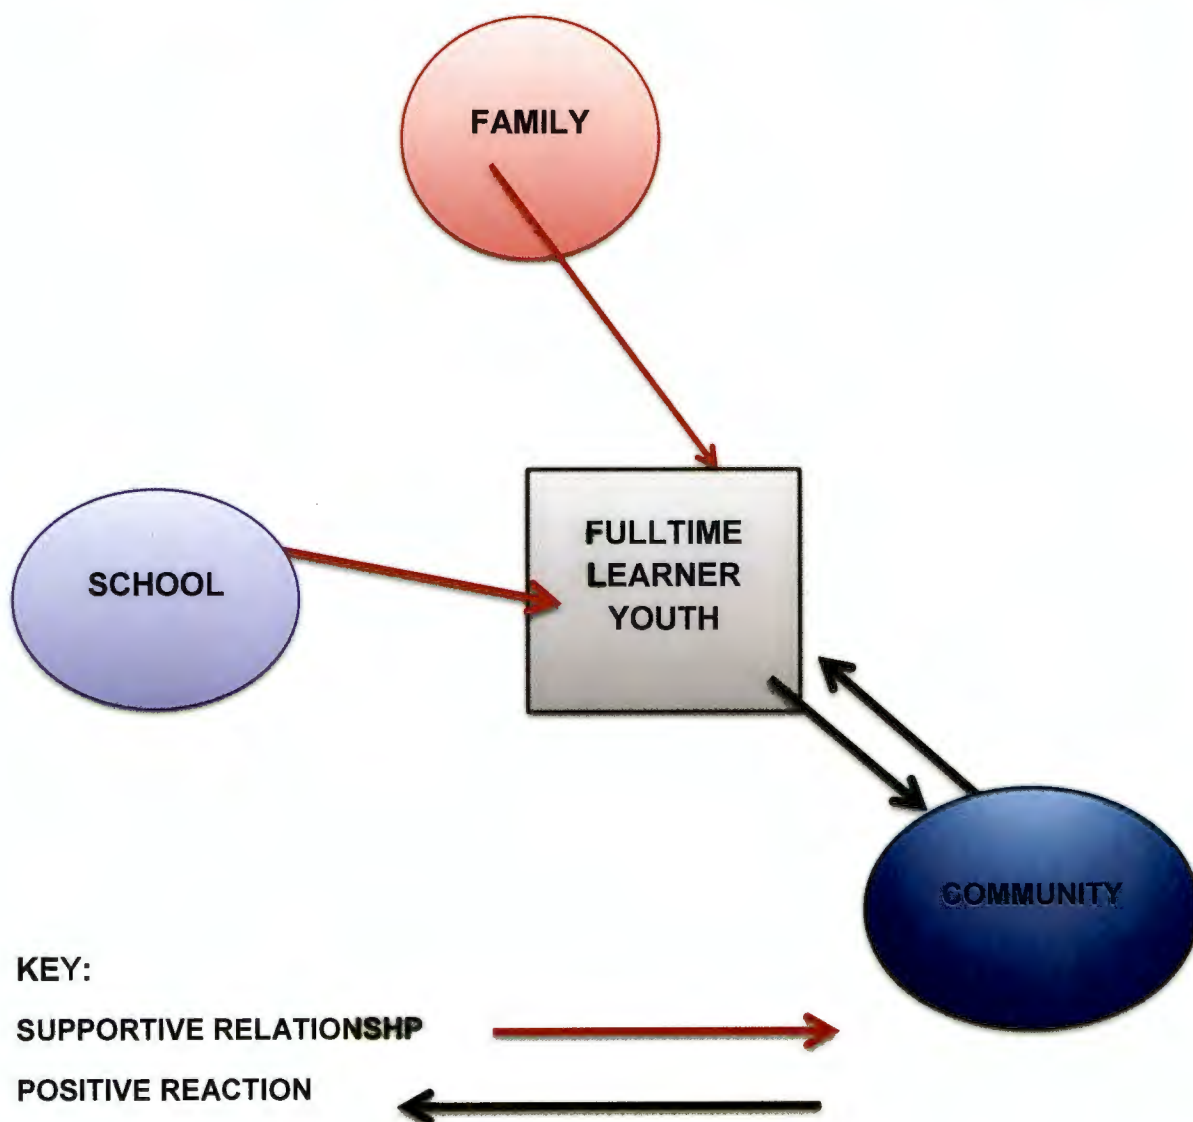 FAMILY
SCHOOL
FULLTIME
LEARNER
YOUTH
COMMUNITY
KEY:
SUPPORTIVE RELATIONSHP
POSITIVE REACTION